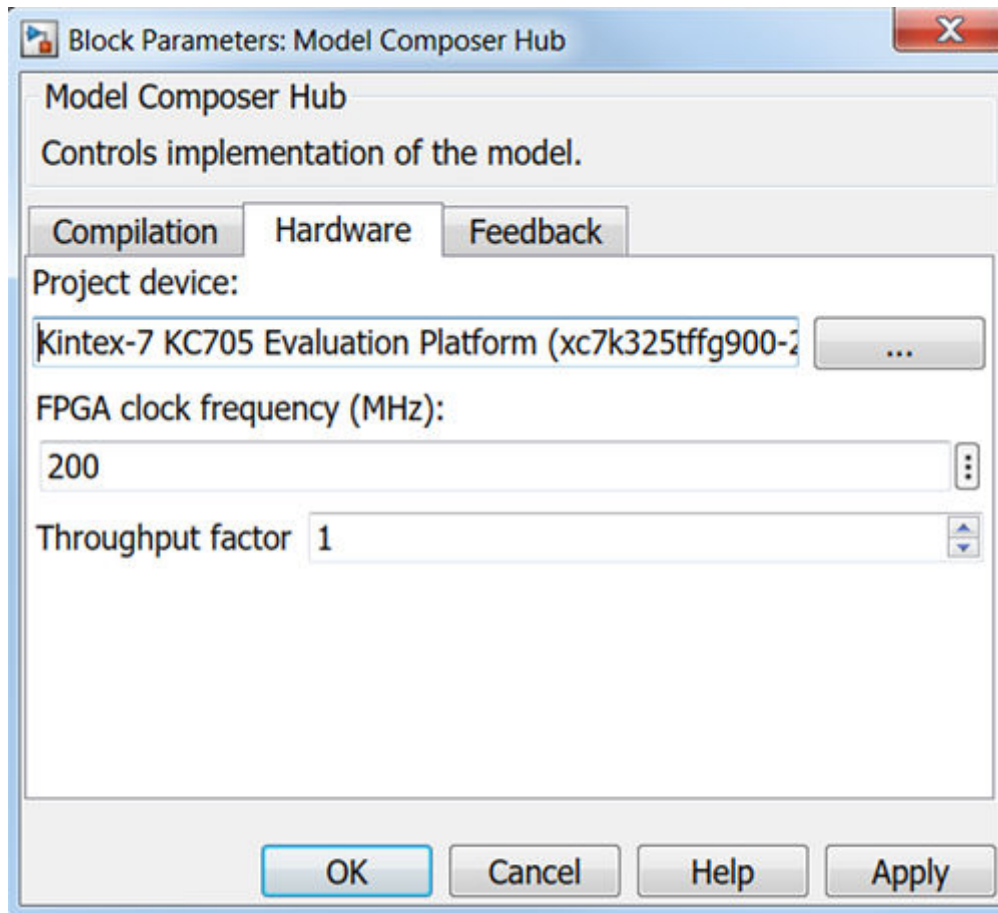 Block Parameters: Model Composer Hub
Model Composer Hub
Controls implementation of the model.
Compilation Hardware Feedback
Project device:
Kintex-7 KC705 Evaluation Platform (xc7k325tffg900-2 ...
FPGA clock frequency (MHz):
200
Throughput factor 1
OK Cancel Help Apply